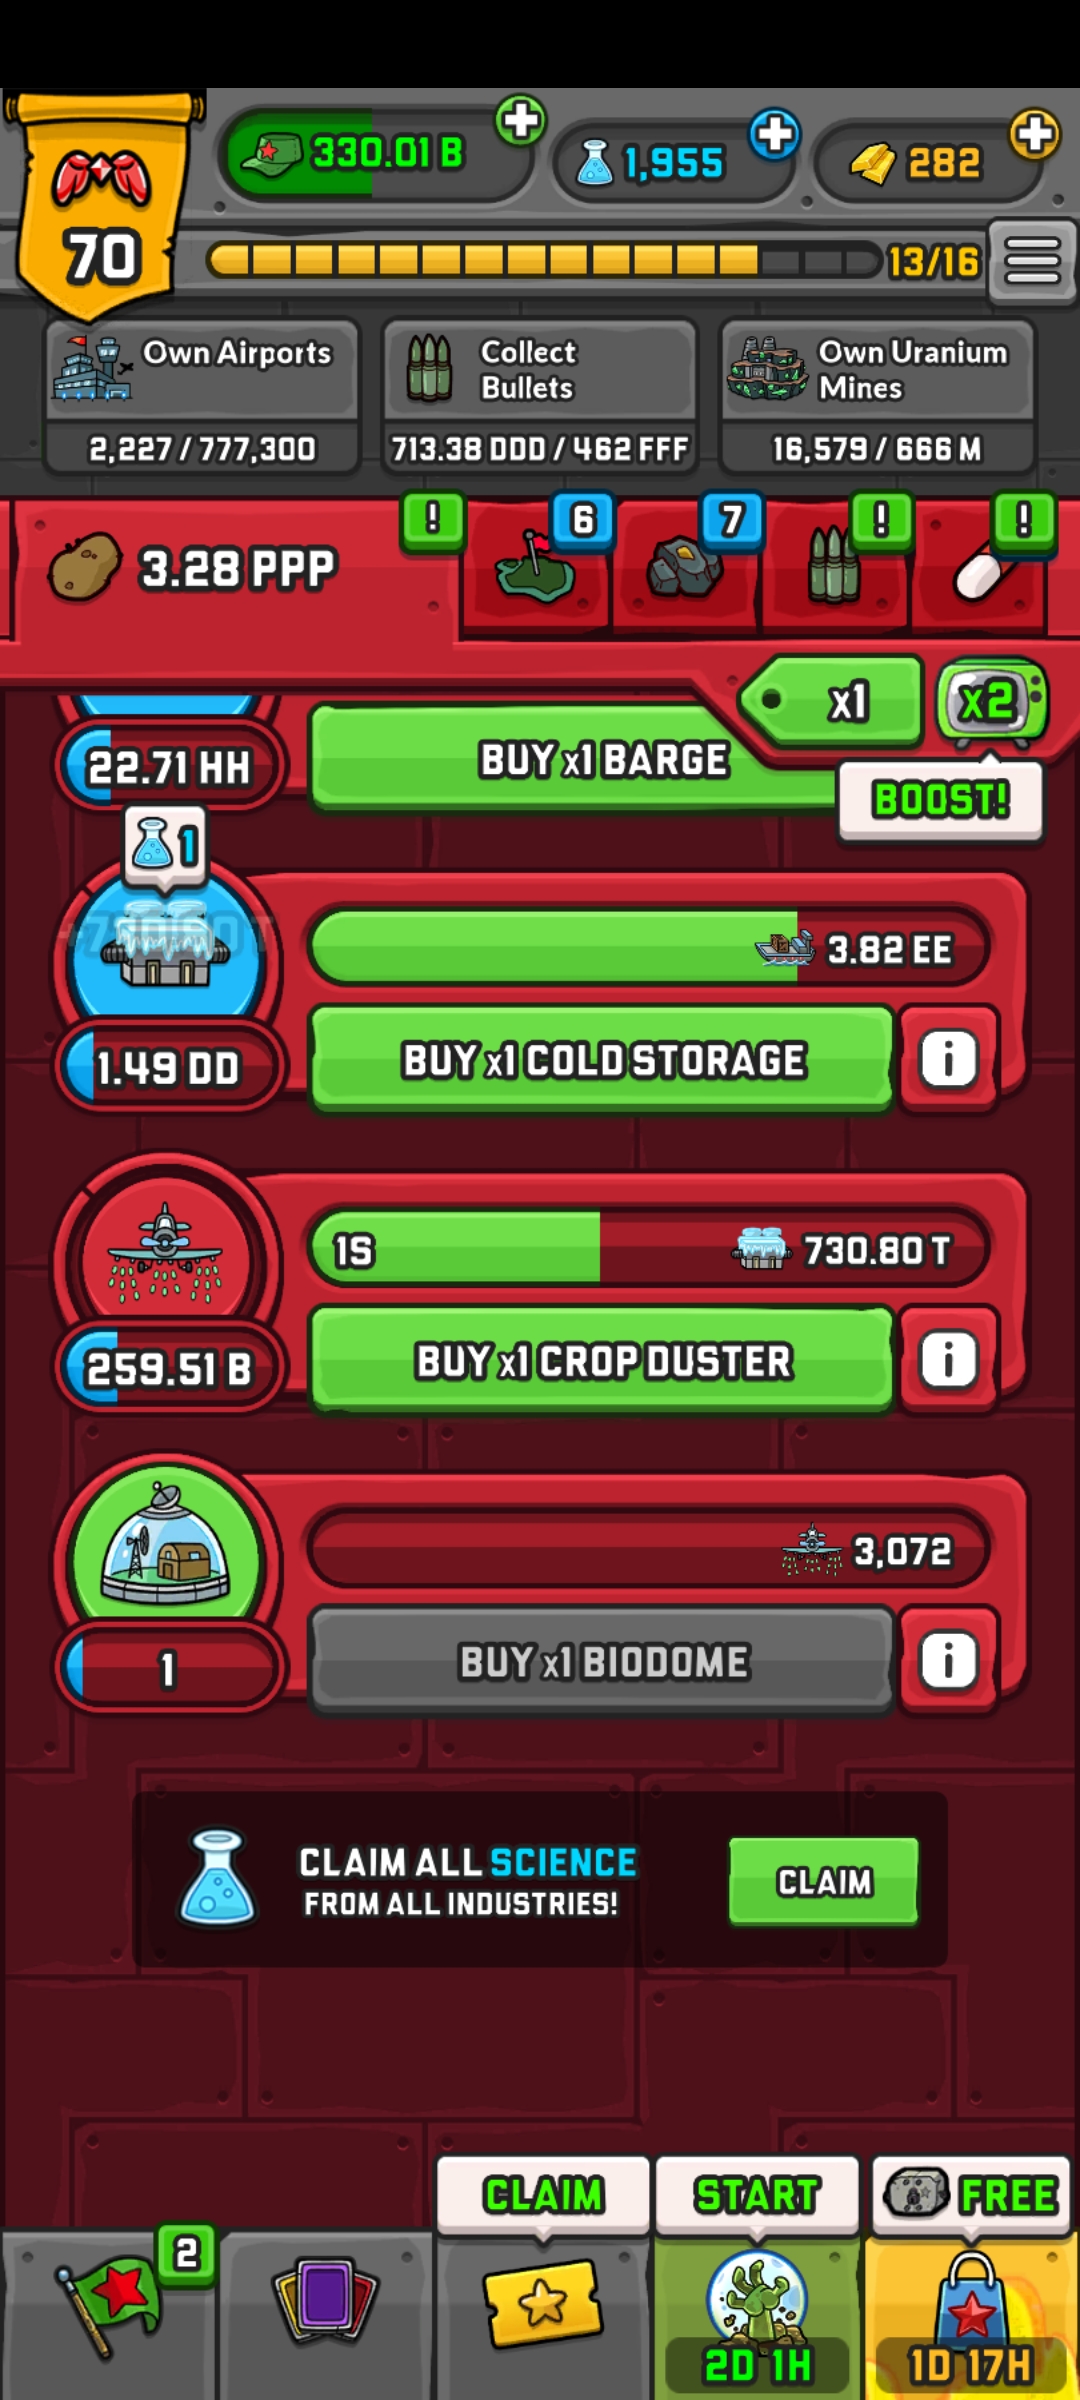 330.01 B
1,955
282
70
13/16
Own Airports
2,227 / 777,300
Collect
Bullets
713.38 DDD / 462 FFF
Own Uranium
Mines
16,579 / 666 M
3.28 PPP
!
6
7
!
!
x1
x2
BOOST!
22.71 HH
BUY x1 BARGE
1
3.82 EE
1.49 DD
BUY x1 COLD STORAGE
i
1S
730.80 T
259.51 B
BUY x1 CROP DUSTER
i
3,072
1
BUY x1 BIODOME
i
CLAIM ALL SCIENCE
FROM ALL INDUSTRIES!
CLAIM
CLAIM
START
FREE
2
2D 1H
1D 17H